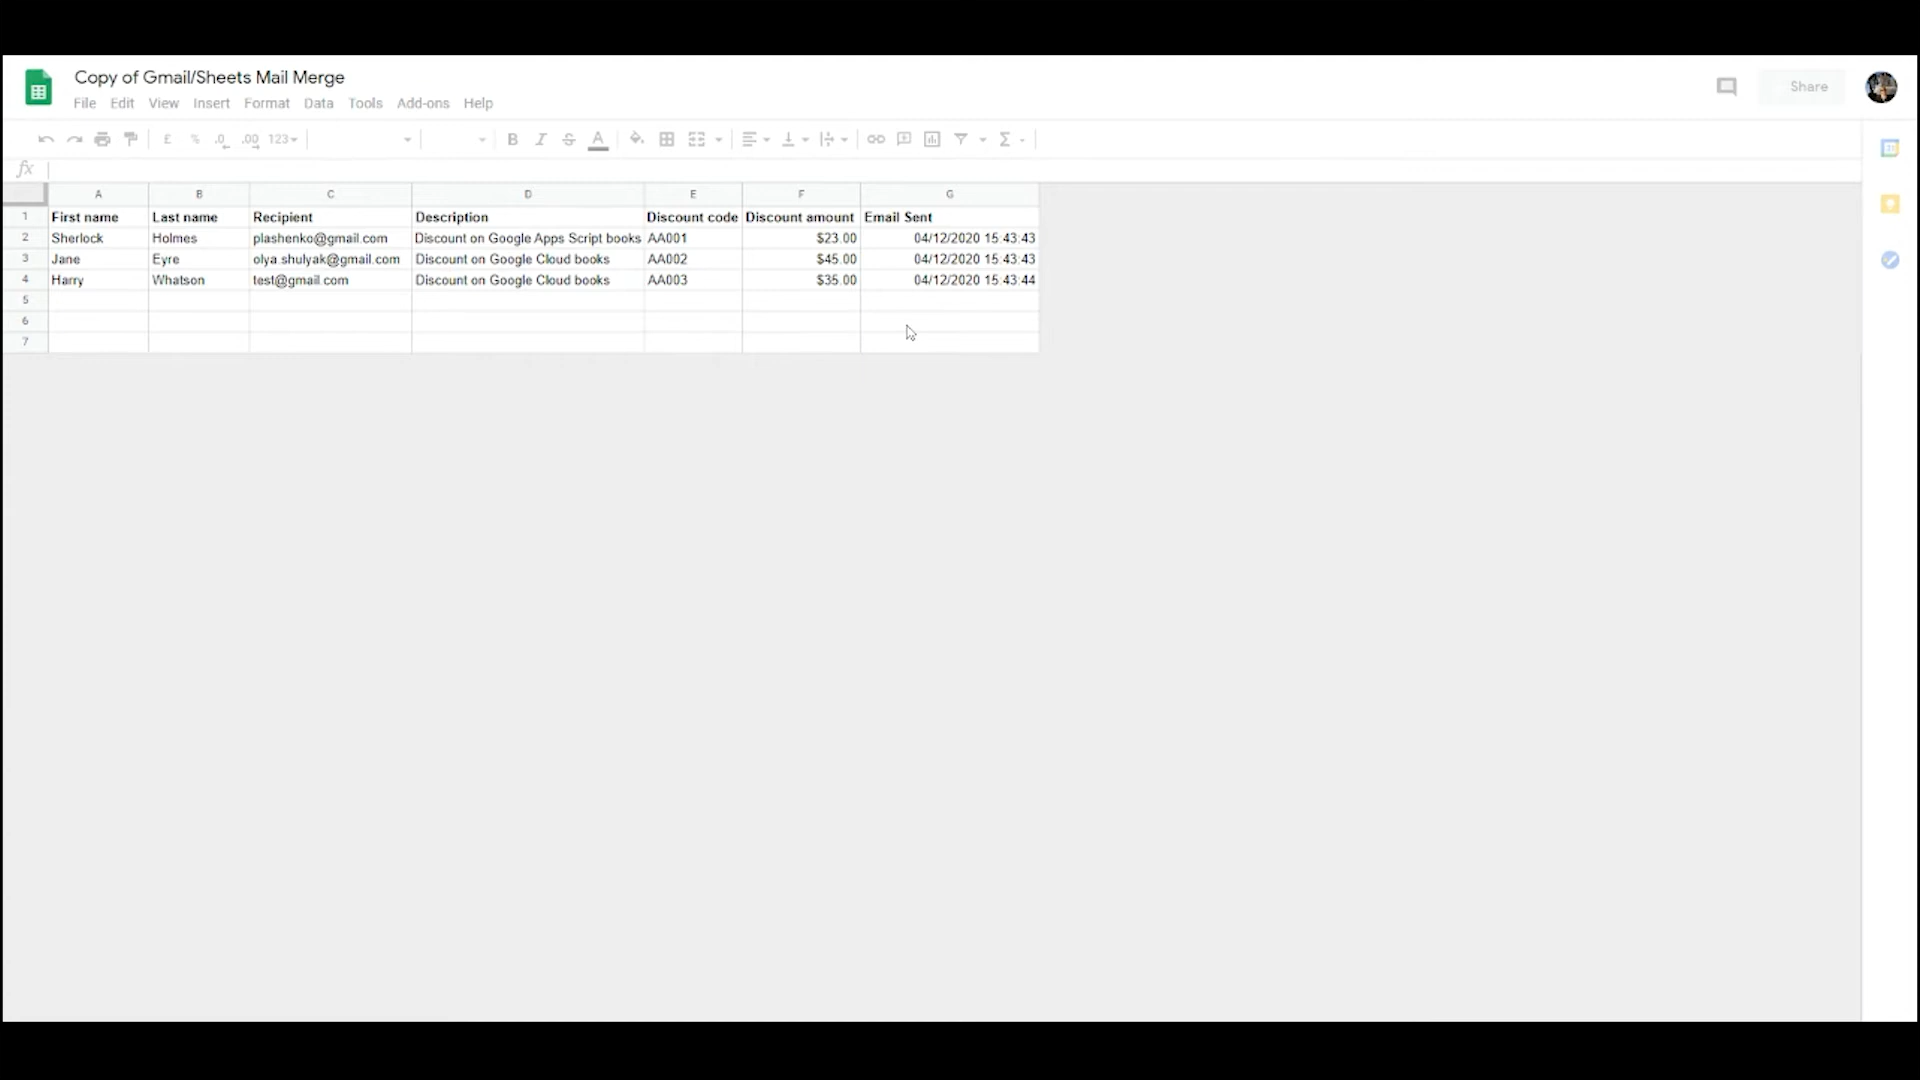 Copy of Gmail/Sheets Mail Merge
File Edit View Insert Format Data Tools Add-ons Help
Share
£ % .0 .00 123 B I S A Σ
fx
A B C D E F G
1 First name Last name Recipient Description Discount code Discount amount Email Sent
2 Sherlock Holmes plashenko@gmail.com Discount on Google Apps Script books AA001 $23.00 04/12/2020 15:43:43
3 Jane Eyre olya.shulyak@gmail.com Discount on Google Cloud books AA002 $45.00 04/12/2020 15:43:43
4 Harry Whatson test@gmail.com Discount on Google Cloud books AA003 $35.00 04/12/2020 15:43:44
5
6
7